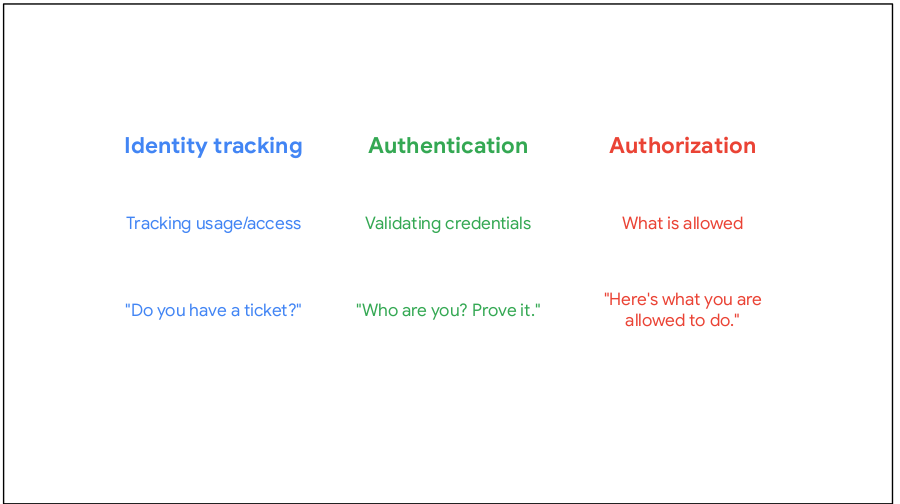 Identity tracking
Authentication
Authorization
Tracking usage/access
Validating credentials
What is allowed
"Do you have a ticket?"
"Who are you? Prove it."
"Here's what you are
allowed to do."